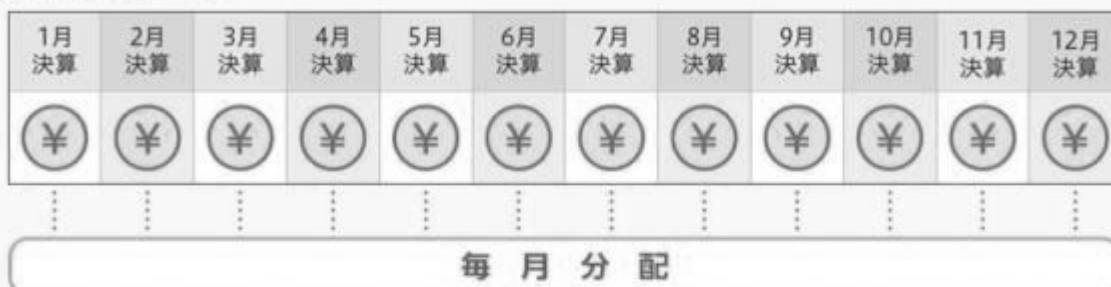 1月 2月 3月 4月 5月 6月 7月 8月 9月 10月 11月 12月
決算 決算 決算 決算 決算 決算 決算 決算 決算 決算 決算 決算
¥ ¥ ¥ ¥ ¥ ¥ ¥ ¥ ¥ ¥ ¥ ¥
毎月分配